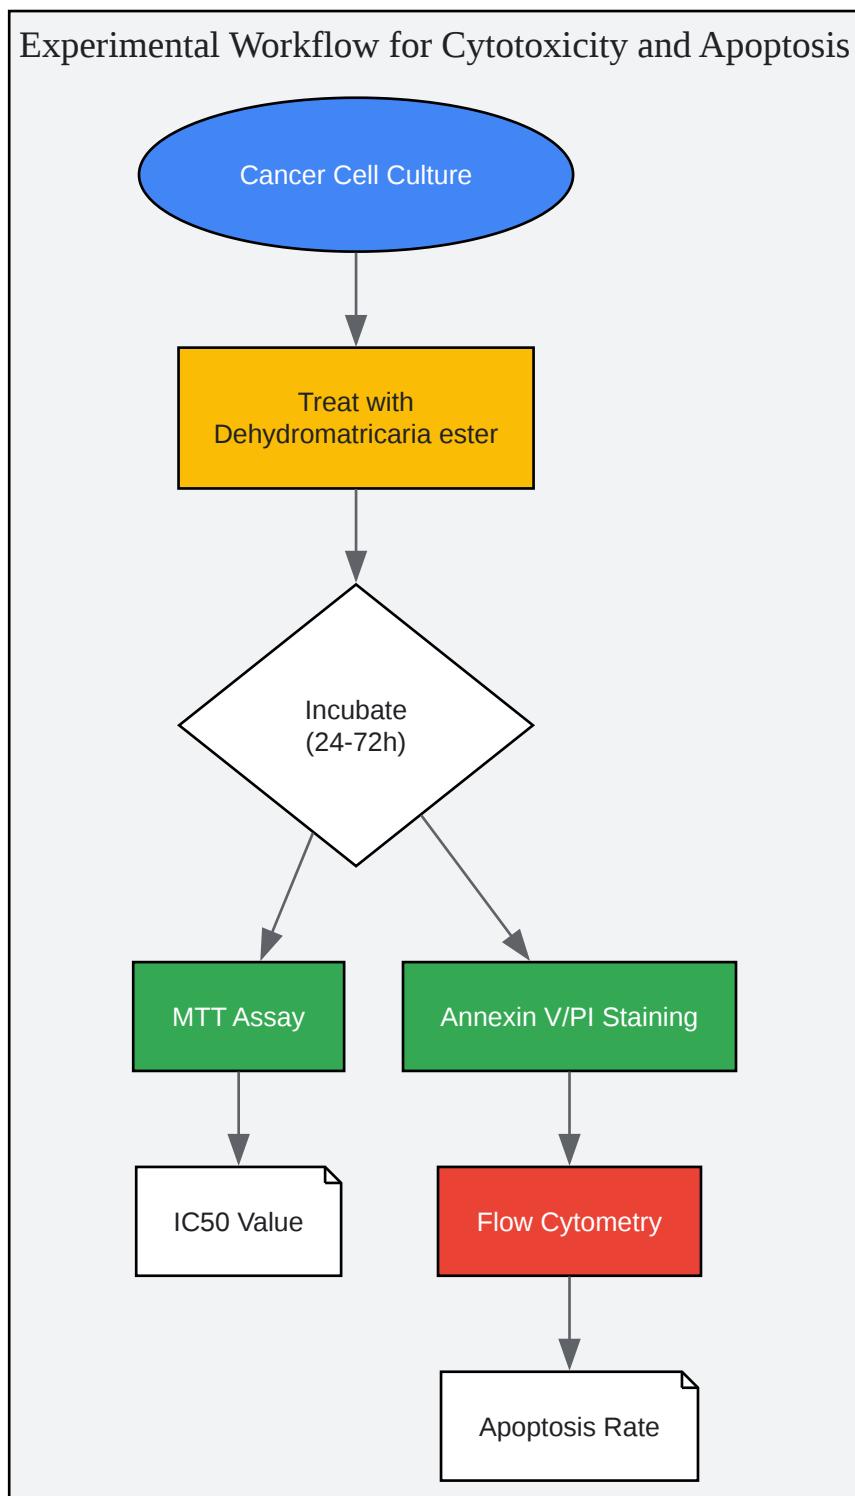 Experimental Workflow for Cytotoxicity and Apoptosis
Cancer Cell Culture
Treat with
Dehydromatricaria ester
Incubate
(24-72h)
MTT Assay
Annexin V/PI Staining
IC50 Value
Flow Cytometry
Apoptosis Rate